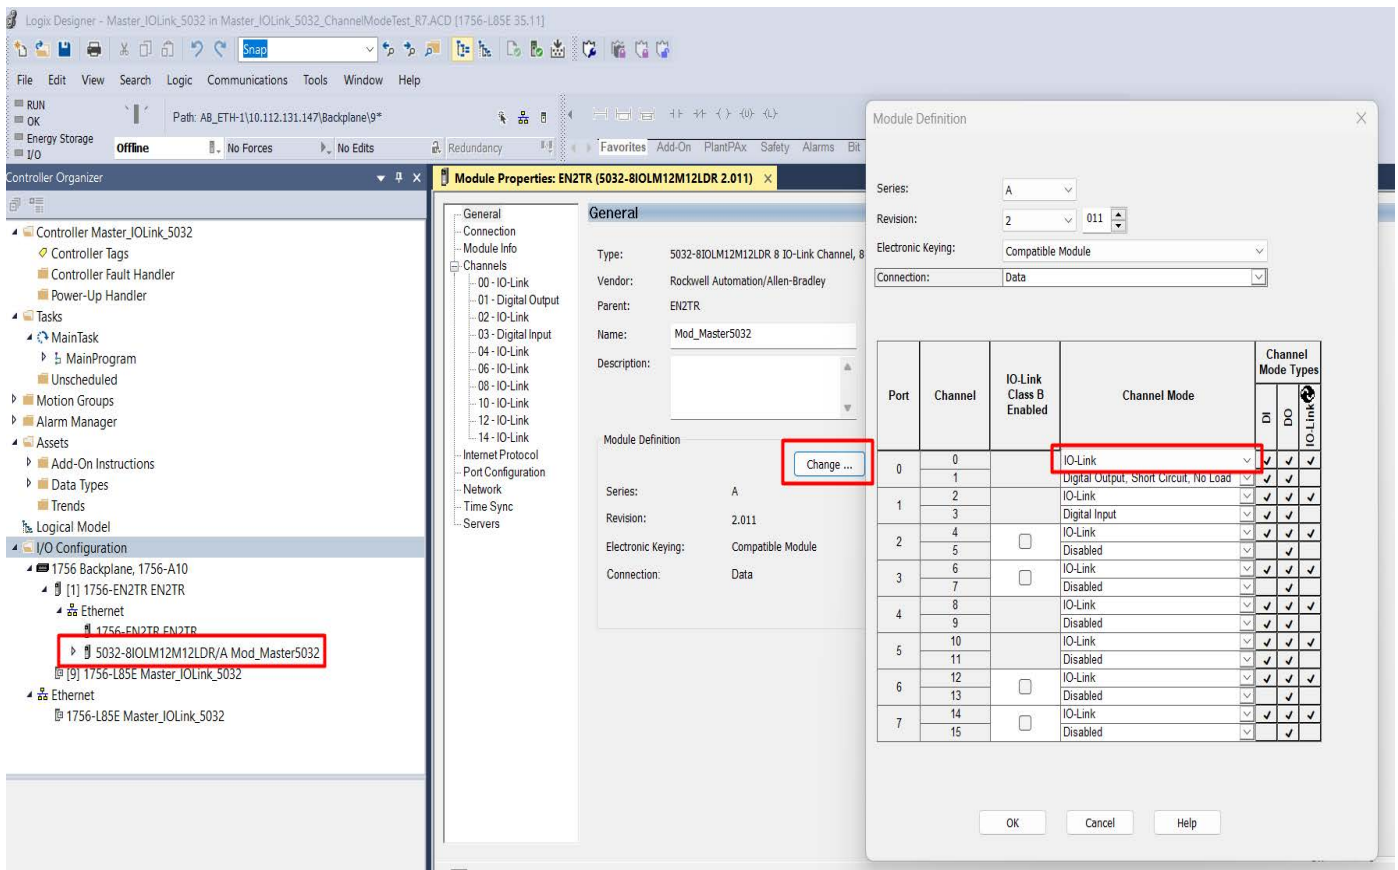 Logix Designer - Master_IOLink_5032 in Master_IOLink_5032_ChannelModeTest_R7.ACD [1756-L85E 35.11]
Snap
File Edit View Search Logic Communications Tools Window Help
RUN
OK
Energy Storage
I/O
Path: AB_ETH-1\10.112.131.147\Backplane\9*
Offline
No Forces
No Edits
Redundancy
Favorites Add-On PlantPAx Safety Alarms Bit
Controller Organizer
Controller Master_IOLink_5032
Controller Tags
Controller Fault Handler
Power-Up Handler
Tasks
MainTask
MainProgram
Unscheduled
Motion Groups
Alarm Manager
Assets
Add-On Instructions
Data Types
Trends
Logical Model
I/O Configuration
1756 Backplane, 1756-A10
[1] 1756-EN2TR EN2TR
Ethernet
1756-EN2TR EN2TR
5032-8IOLM12M12LDR/A Mod_Master5032
[9] 1756-L85E Master_IOLink_5032
Ethernet
1756-L85E Master_IOLink_5032
Module Properties: EN2TR (5032-8IOLM12M12LDR 2.011)
General
Connection
Module Info
Channels
00 - IO-Link
01 - Digital Output
02 - IO-Link
03 - Digital Input
04 - IO-Link
06 - IO-Link
08 - IO-Link
10 - IO-Link
12 - IO-Link
14 - IO-Link
Internet Protocol
Port Configuration
Network
Time Sync
Servers
General
Type: 5032-8IOLM12M12LDR 8 IO-Link Channel, 8
Vendor: Rockwell Automation/Allen-Bradley
Parent: EN2TR
Name: Mod_Master5032
Description:
Module Definition
Change ...
Series: A
Revision: 2.011
Electronic Keying: Compatible Module
Connection: Data
Module Definition
Series: A
Revision: 2 011
Electronic Keying: Compatible Module
Connection: Data
Port Channel IO-Link Class B Enabled Channel Mode Channel Mode Types
DI DO IO-Link
0 0 IO-Link
1 Digital Output, Short Circuit, No Load
1 2 IO-Link
3 Digital Input
2 4 IO-Link
5 Disabled
3 6 IO-Link
7 Disabled
4 8 IO-Link
9 Disabled
5 10 IO-Link
11 Disabled
6 12 IO-Link
13 Disabled
7 14 IO-Link
15 Disabled
OK Cancel Help